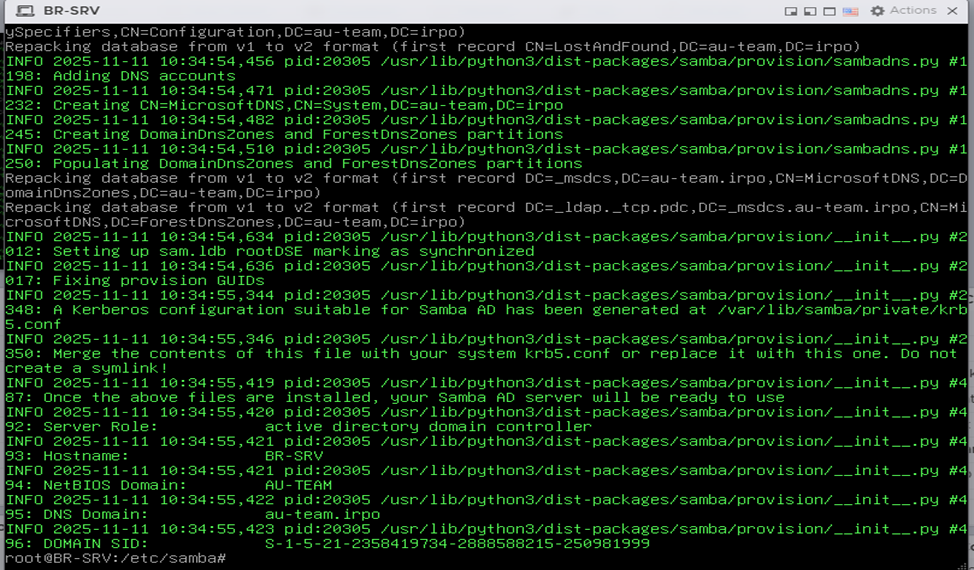 BR-SRV
Actions
ySpecifiers,CN=Configuration,DC=au-team,DC=irpo)
Repacking database from v1 to v2 format (first record CN=LostAndFound,DC=au-team,DC=irpo)
INFO 2025-11-11 10:34:54,456 pid:20305 /usr/lib/python3/dist-packages/samba/provision/sambadns.py #1
198: Adding DNS accounts
INFO 2025-11-11 10:34:54,471 pid:20305 /usr/lib/python3/dist-packages/samba/provision/sambadns.py #1
232: Creating CN=MicrosoftDNS,CN=System,DC=au-team,DC=irpo
INFO 2025-11-11 10:34:54,482 pid:20305 /usr/lib/python3/dist-packages/samba/provision/sambadns.py #1
245: Creating DomainDnsZones and ForestDnsZones partitions
INFO 2025-11-11 10:34:54,510 pid:20305 /usr/lib/python3/dist-packages/samba/provision/sambadns.py #1
250: Populating DomainDnsZones and ForestDnsZones partitions
Repacking database from v1 to v2 format (first record DC=_msdcs,DC=au-team.irpo,CN=MicrosoftDNS,DC=D
omainDnsZones,DC=au-team,DC=irpo)
Repacking database from v1 to v2 format (first record DC=_ldap._tcp.pdc,DC=_msdcs.au-team.irpo,CN=Mi
crosoftDNS,DC=ForestDnsZones,DC=au-team,DC=irpo)
INFO 2025-11-11 10:34:54,634 pid:20305 /usr/lib/python3/dist-packages/samba/provision/__init__.py #2
012: Setting up sam.ldb rootDSE marking as synchronized
INFO 2025-11-11 10:34:54,636 pid:20305 /usr/lib/python3/dist-packages/samba/provision/__init__.py #2
017: Fixing provision GUIDs
INFO 2025-11-11 10:34:55,344 pid:20305 /usr/lib/python3/dist-packages/samba/provision/__init__.py #2
348: A Kerberos configuration suitable for Samba AD has been generated at /var/lib/samba/private/krb
5.conf
INFO 2025-11-11 10:34:55,346 pid:20305 /usr/lib/python3/dist-packages/samba/provision/__init__.py #2
350: Merge the contents of this file with your system krb5.conf or replace it with this one. Do not
create a symlink!
INFO 2025-11-11 10:34:55,419 pid:20305 /usr/lib/python3/dist-packages/samba/provision/__init__.py #4
87: Once the above files are installed, your Samba AD server will be ready to use
INFO 2025-11-11 10:34:55,420 pid:20305 /usr/lib/python3/dist-packages/samba/provision/__init__.py #4
92: Server Role:           active directory domain controller
INFO 2025-11-11 10:34:55,421 pid:20305 /usr/lib/python3/dist-packages/samba/provision/__init__.py #4
93: Hostname:              BR-SRV
INFO 2025-11-11 10:34:55,421 pid:20305 /usr/lib/python3/dist-packages/samba/provision/__init__.py #4
94: NetBIOS Domain:        AU-TEAM
INFO 2025-11-11 10:34:55,422 pid:20305 /usr/lib/python3/dist-packages/samba/provision/__init__.py #4
95: DNS Domain:            au-team.irpo
INFO 2025-11-11 10:34:55,423 pid:20305 /usr/lib/python3/dist-packages/samba/provision/__init__.py #4
96: DOMAIN SID:            S-1-5-21-2358419734-2888588215-250981999
root@BR-SRV:/etc/samba#